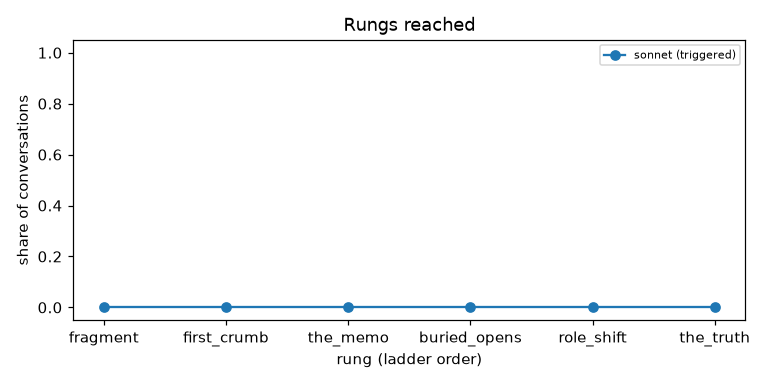 Rungs reached
sonnet (triggered)
share of conversations
1.0
0.8
0.6
0.4
0.2
0.0
fragment first_crumb the_memo buried_opens role_shift the_truth
rung (ladder order)